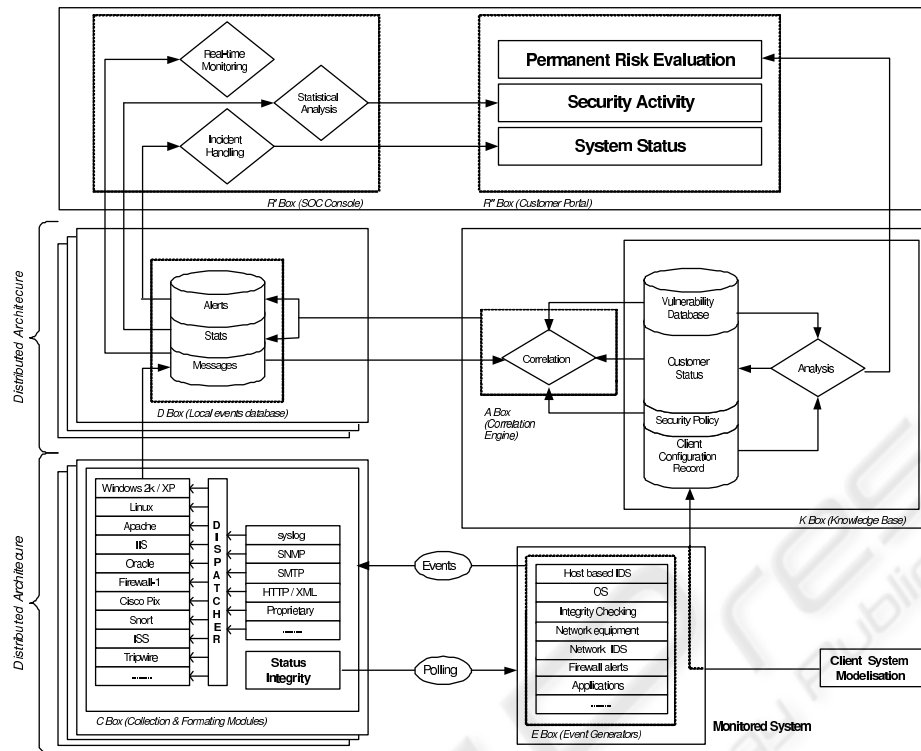 Real-time
Monitoring
Statistical
Analysis
Incident
Handling
R' Box (SOC Console)
Permanent Risk Evaluation
Security Activity
System Status
R" Box (Customer Portal)
Distributed Architecure
Alerts
Stats
Messages
D Box (Local events database)
Correlation
A Box
(Correlation
Engine)
Vulnerability
Database
Customer
Status
Security Policy
Client
Configuration
Record
Analysis
K Box (Knowledge Base)
Distributed Architecure
Windows 2k / XP
Linux
Apache
IIS
Oracle
Firewall-1
Cisco Pix
Snort
ISS
Tripwire
.........
DISPATCHER
syslog
SNMP
SMTP
HTTP / XML
Proprietary
.........
Status
Integrity
C Box (Collection & Formating Modules)
Events
Polling
Host based IDS
OS
Integrity Checking
Network equipment
Network IDS
Firewall alerts
Applications
.........
E Box (Event Generators)
Monitored System
Client System
Modelisation